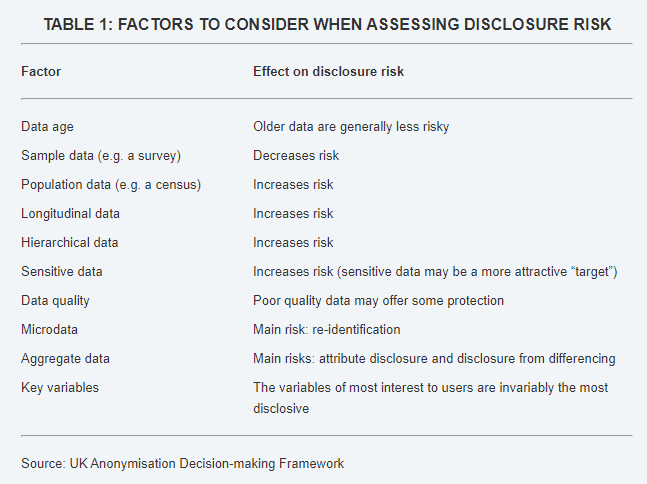 TABLE 1: FACTORS TO CONSIDER WHEN ASSESSING DISCLOSURE RISK
Factor Effect on disclosure risk
Data age Older data are generally less risky
Sample data (e.g. a survey) Decreases risk
Population data (e.g. a census) Increases risk
Longitudinal data Increases risk
Hierarchical data Increases risk
Sensitive data Increases risk (sensitive data may be a more attractive “target”)
Data quality Poor quality data may offer some protection
Microdata Main risk: re-identification
Aggregate data Main risks: attribute disclosure and disclosure from differencing
Key variables The variables of most interest to users are invariably the most
disclosive
Source: UK Anonymisation Decision-making Framework